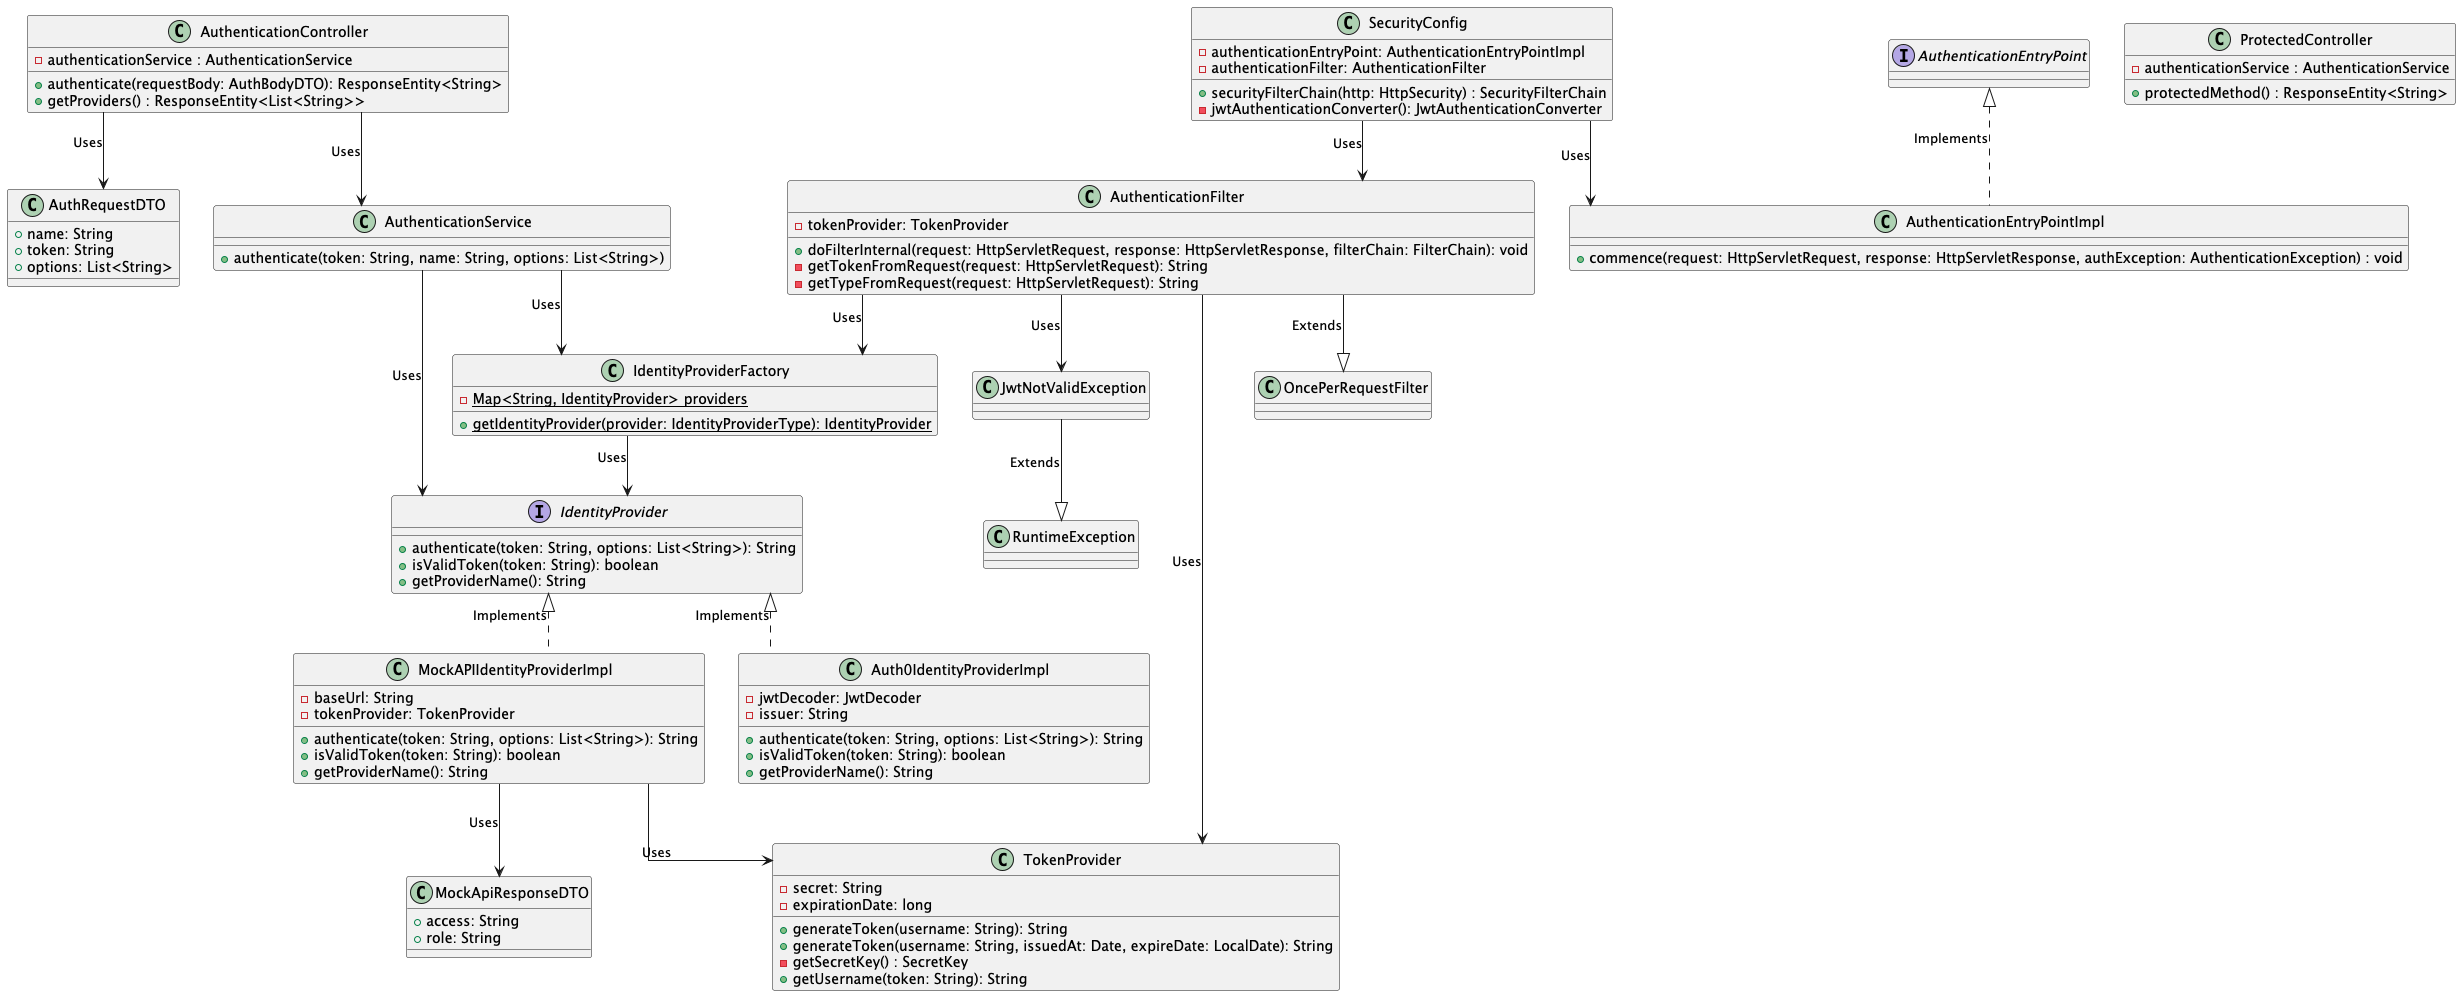 C AuthenticationController
authenticationService : AuthenticationService
authenticate(requestBody: AuthBodyDTO): ResponseEntity<String>
getProviders() : ResponseEntity<List<String>>
C SecurityConfig
authenticationEntryPoint: AuthenticationEntryPointImpl
authenticationFilter: AuthenticationFilter
securityFilterChain(http: HttpSecurity) : SecurityFilterChain
jwtAuthenticationConverter(): JwtAuthenticationConverter
I AuthenticationEntryPoint
C ProtectedController
authenticationService : AuthenticationService
protectedMethod() : ResponseEntity<String>
Uses
Uses
Uses
Uses
Implements
C AuthRequestDTO
name: String
token: String
options: List<String>
C AuthenticationService
authenticate(token: String, name: String, options: List<String>)
C AuthenticationFilter
tokenProvider: TokenProvider
doFilterInternal(request: HttpServletRequest, response: HttpServletResponse, filterChain: FilterChain): void
getTokenFromRequest(request: HttpServletRequest): String
getTypeFromRequest(request: HttpServletRequest): String
C AuthenticationEntryPointImpl
commence(request: HttpServletRequest, response: HttpServletResponse, authException: AuthenticationException) : void
Uses
Uses
Uses
Uses
Extends
C IdentityProviderFactory
Map<String, IdentityProvider> providers
getIdentityProvider(provider: IdentityProviderType): IdentityProvider
C JwtNotValidException
C OncePerRequestFilter
Uses
Extends
Uses
I IdentityProvider
authenticate(token: String, options: List<String>): String
isValidToken(token: String): boolean
getProviderName(): String
C RuntimeException
Implements
Implements
C MockAPIIdentityProviderImpl
baseUrl: String
tokenProvider: TokenProvider
authenticate(token: String, options: List<String>): String
isValidToken(token: String): boolean
getProviderName(): String
C Auth0IdentityProviderImpl
jwtDecoder: JwtDecoder
issuer: String
authenticate(token: String, options: List<String>): String
isValidToken(token: String): boolean
getProviderName(): String
Uses
Uses
C MockApiResponseDTO
access: String
role: String
C TokenProvider
secret: String
expirationDate: long
generateToken(username: String): String
generateToken(username: String, issuedAt: Date, expireDate: LocalDate): String
getSecretKey() : SecretKey
getUsername(token: String): String